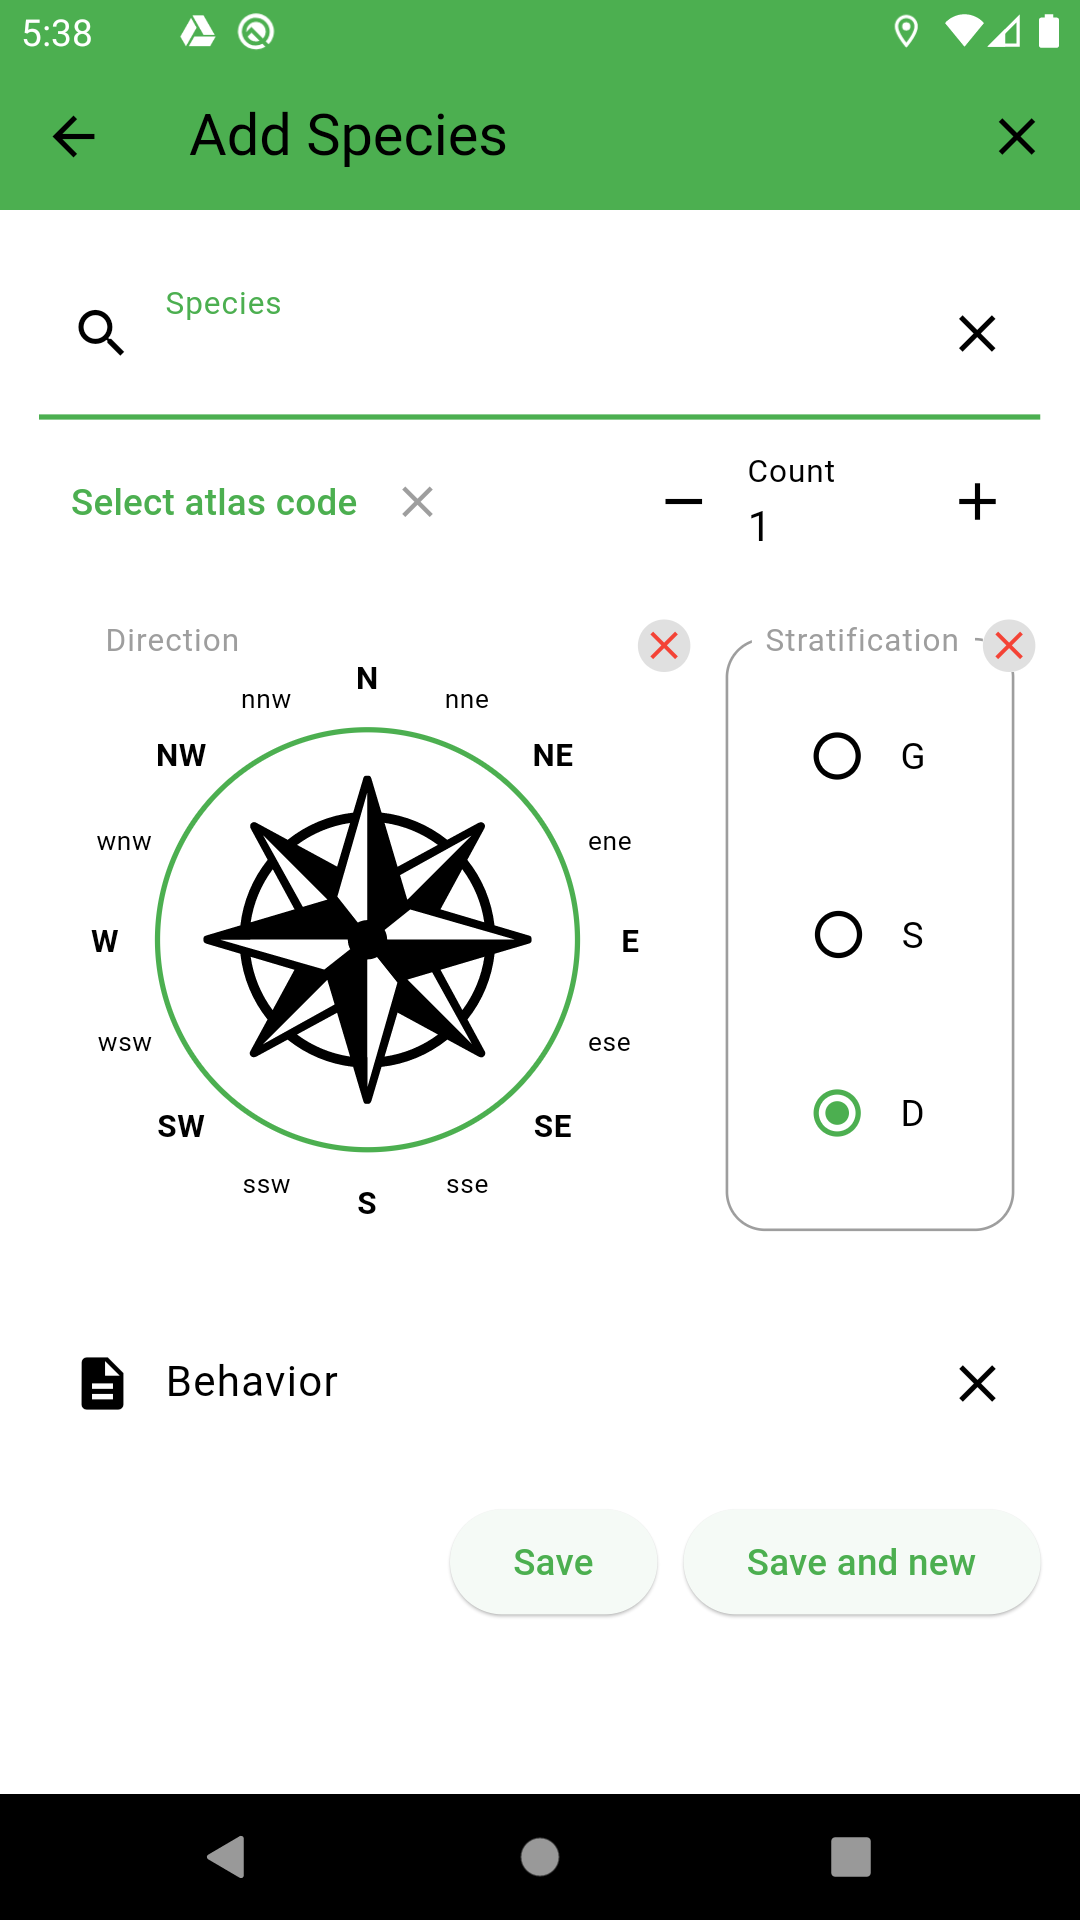 5:38
Add Species
Species
Select atlas code
Count
1
Direction
Stratification
N
nnw
nne
NW
NE
wnw
ene
W
E
wsw
ese
SW
SE
ssw
sse
S
G
S
D
Behavior
Save
Save and new